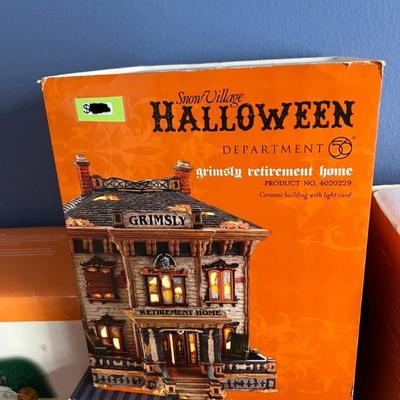 $
Snow Village
HALLOWEEN
DEPARTMENT 56
grimsly retirement home
PRODUCT NO. 4020229
Ceramic building with light cord
GRIMSLY
RETIREMENT HOME